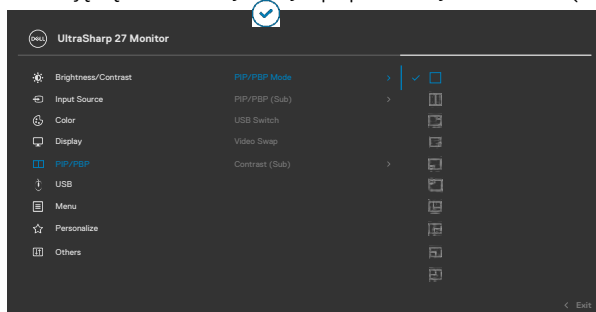 DELL
UltraSharp 27 Monitor
Brightness/Contrast
PIP/PBP Mode
Input Source
PIP/PBP (Sub)
Color
USB Switch
Display
Video Swap
PIP/PBP
Contrast (Sub)
USB
Menu
Personalize
Others
Exit